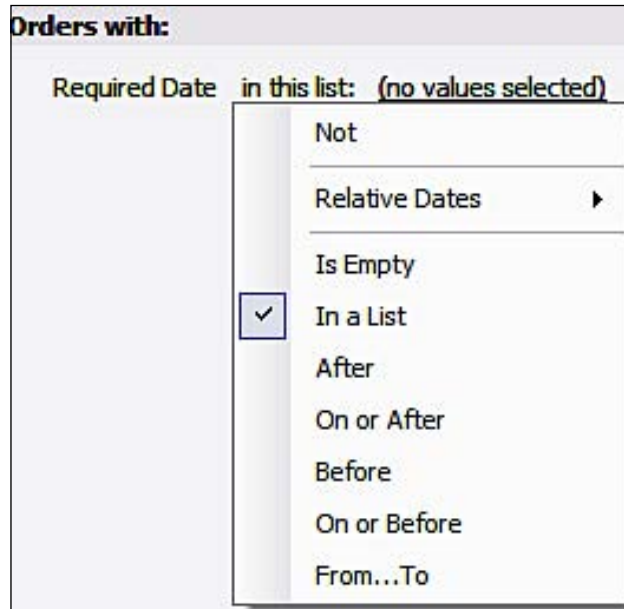 Orders with:
Required Date in this list: (no values selected)
Not
Relative Dates
Is Empty
In a List
After
On or After
Before
On or Before
From...To